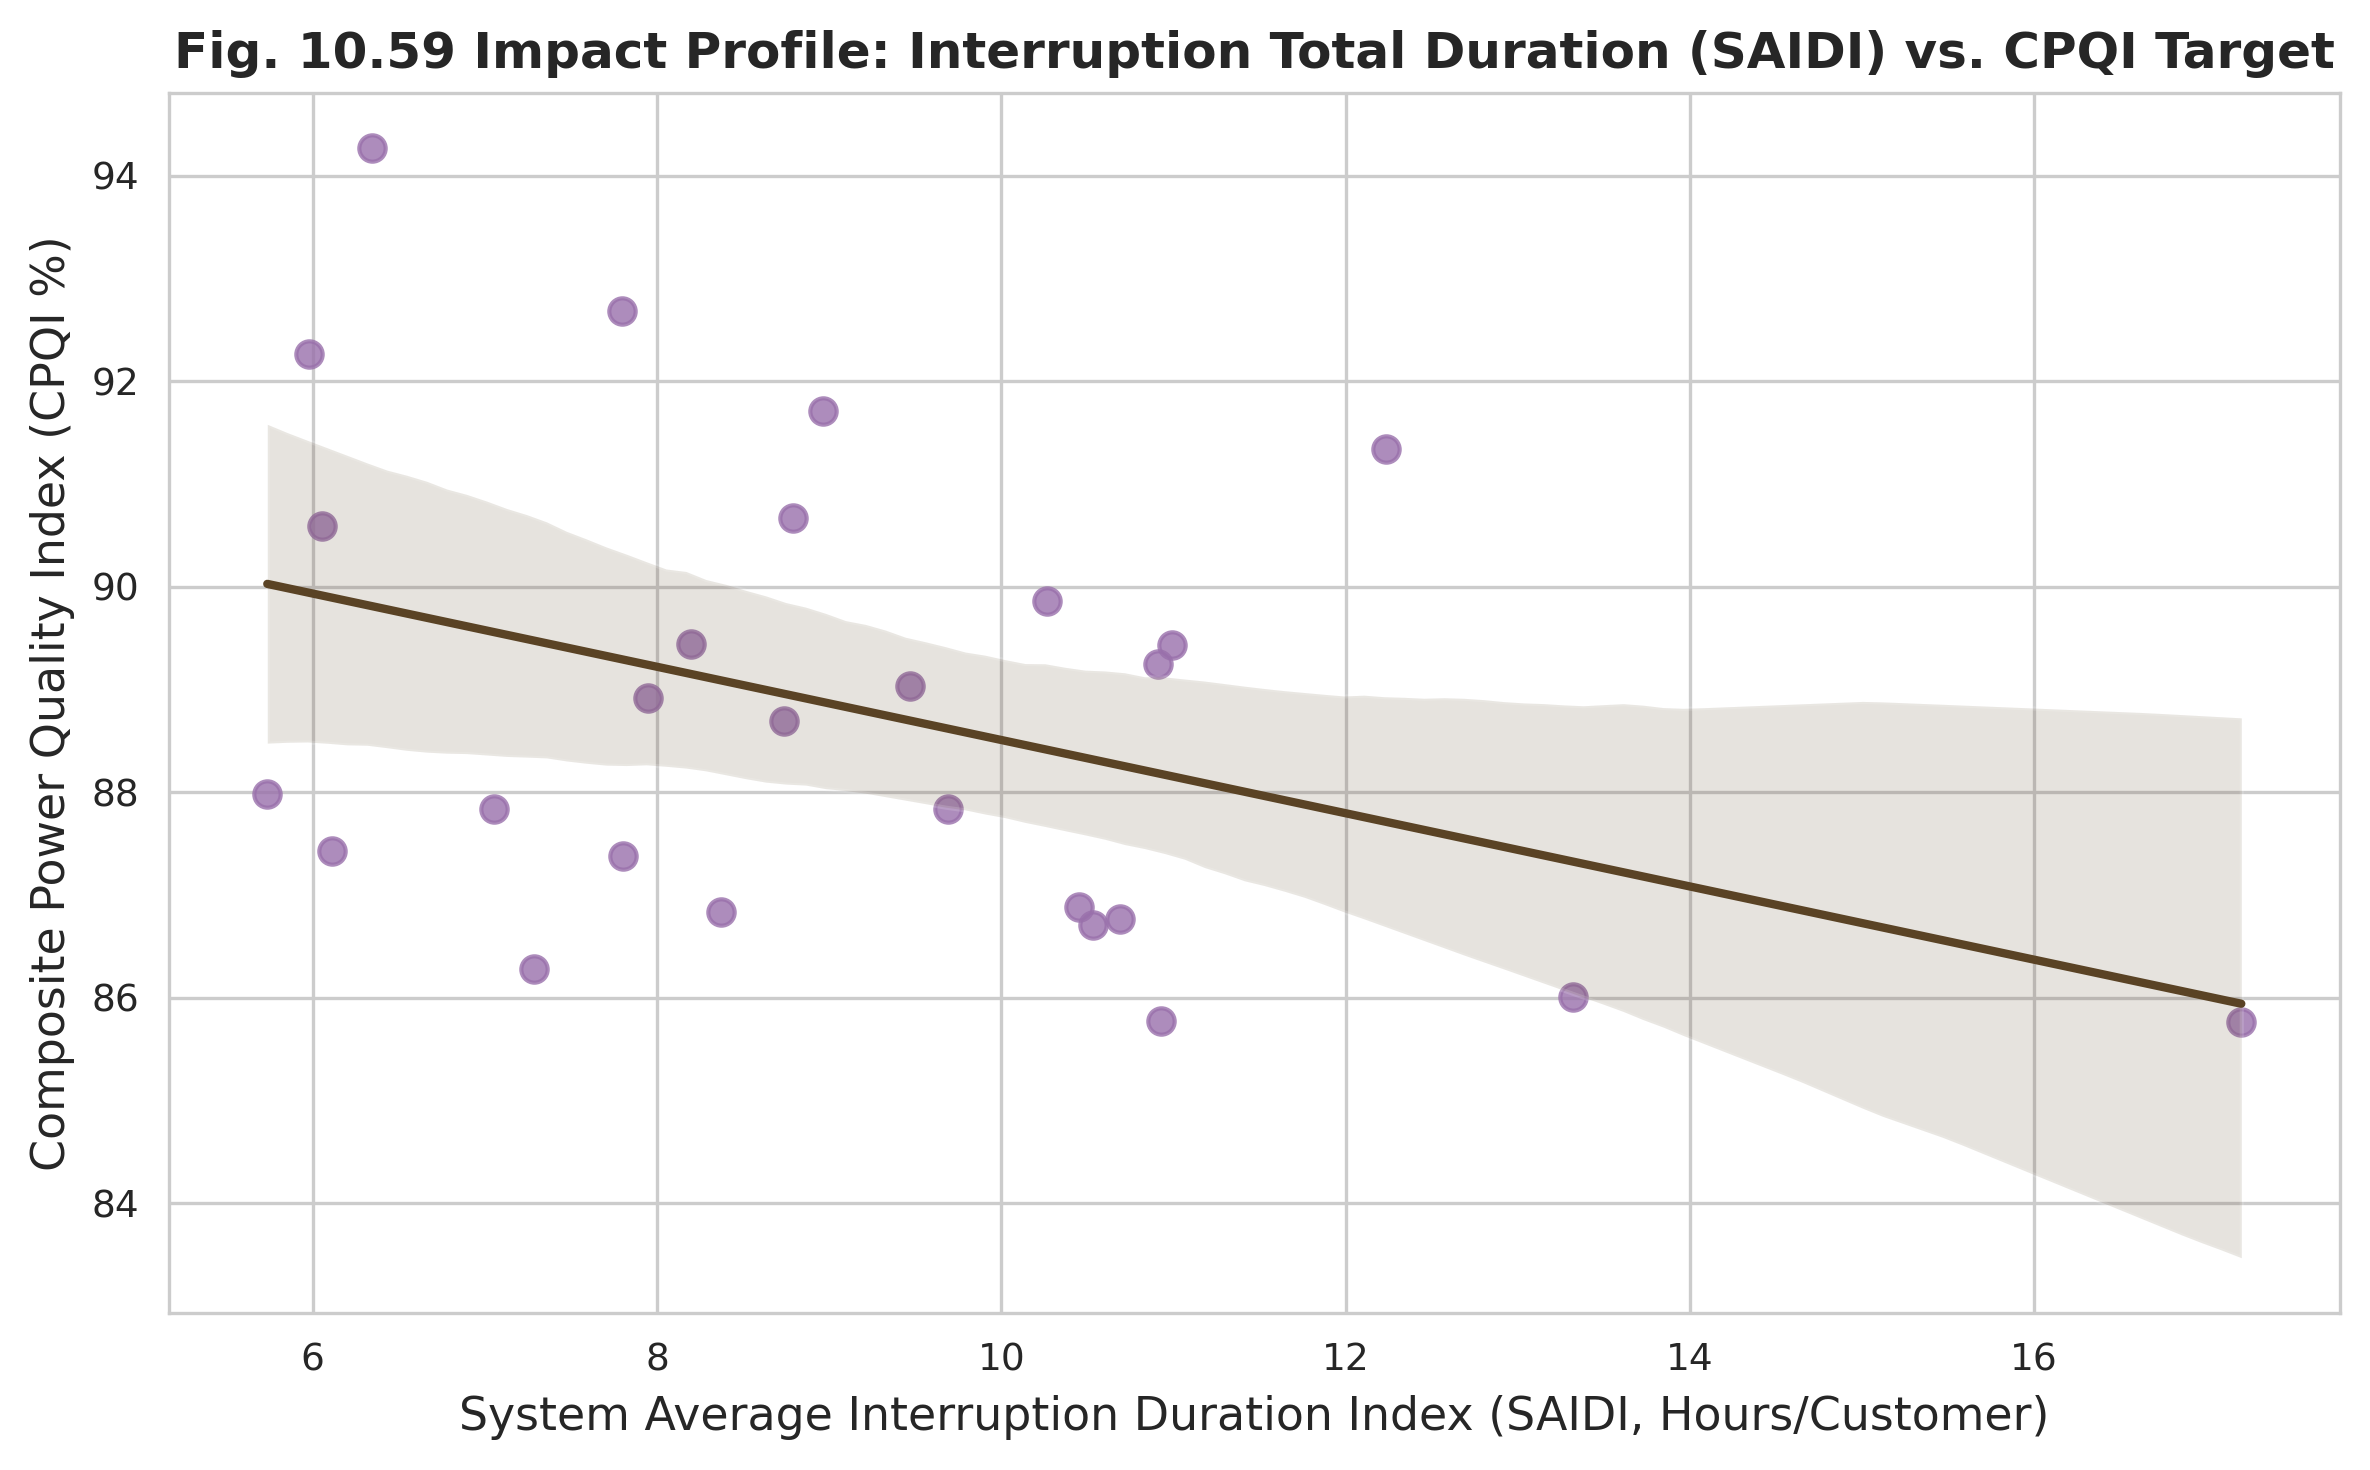 Fig. 10.59 Impact Profile: Interruption Total Duration (SAIDI) vs. CPQI Target
Composite Power Quality Index (CPQI %)
94
92
90
88
86
84
6 8 10 12 14 16
System Average Interruption Duration Index (SAIDI, Hours/Customer)